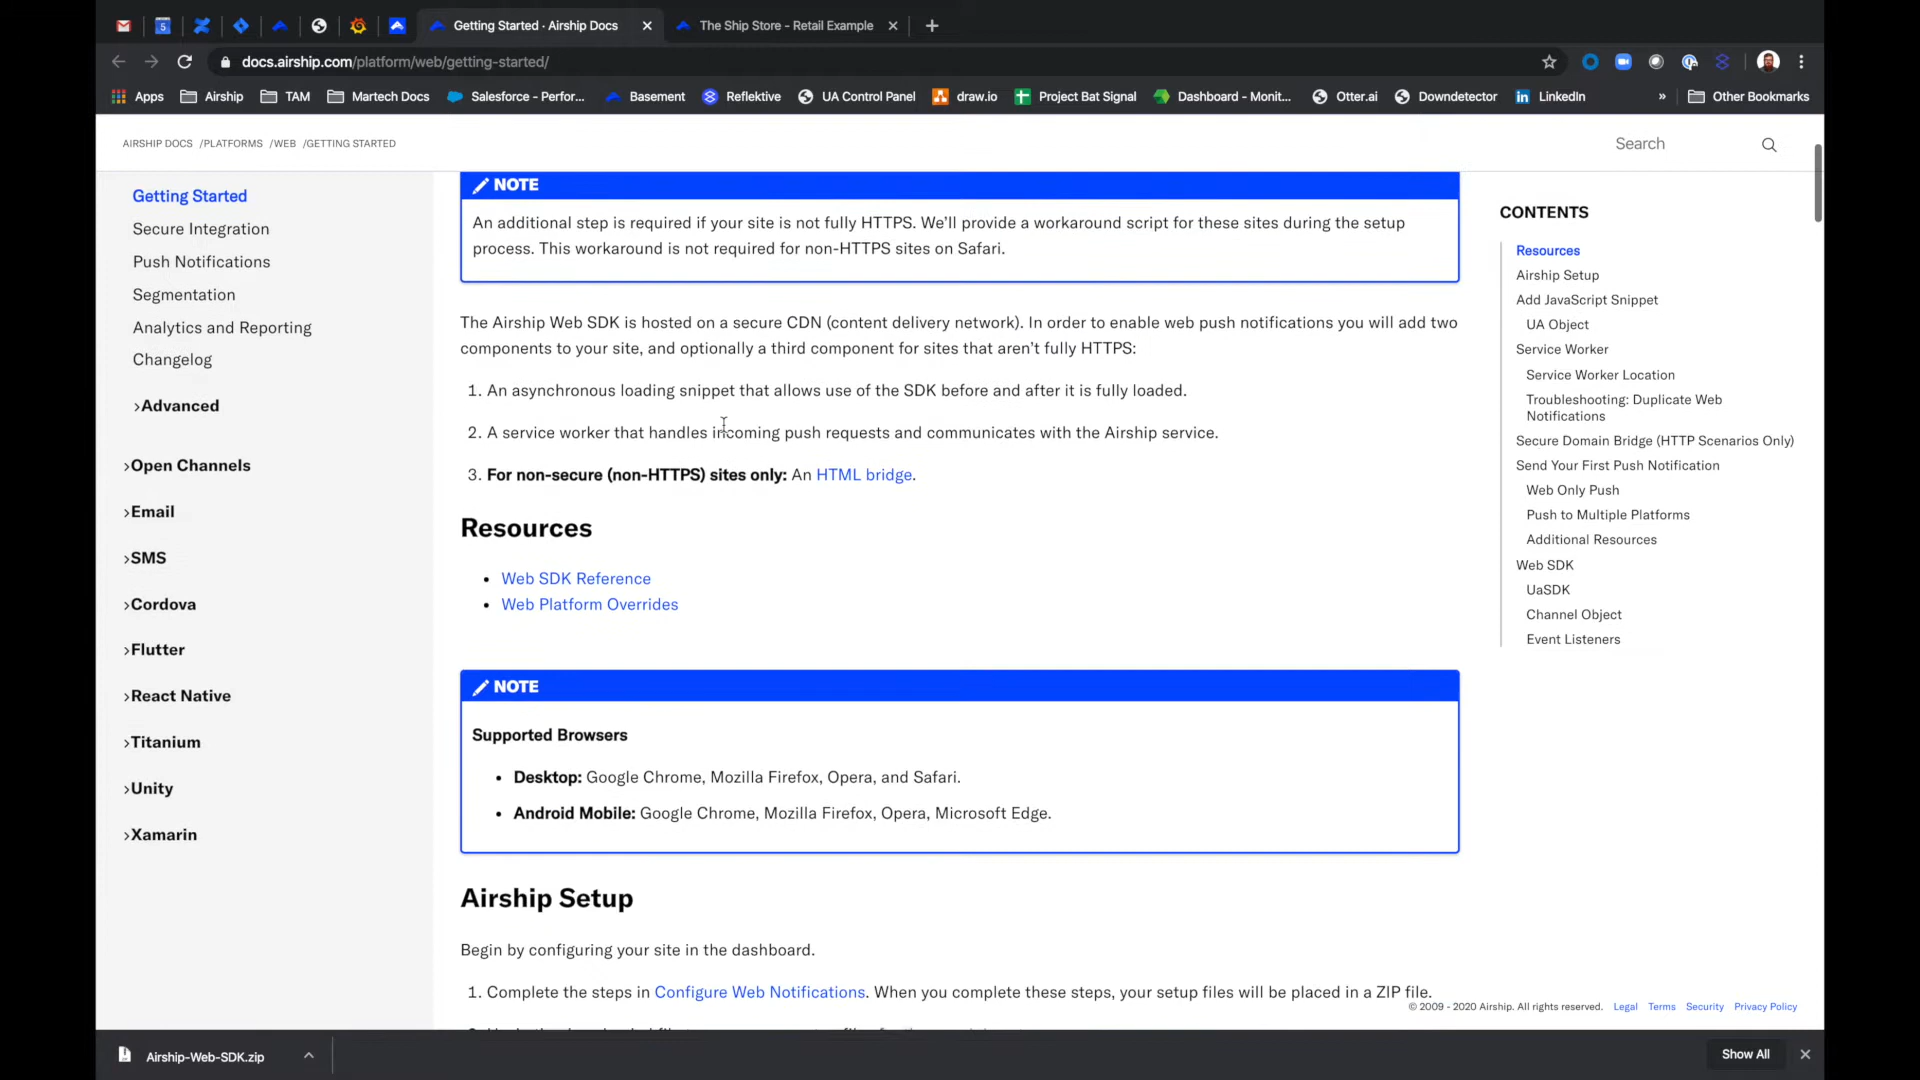 5
Getting Started · Airship Docs
The Ship Store - Retail Example
docs.airship.com/platform/web/getting-started/
Apps
Airship
TAM
Martech Docs
Salesforce - Perfor...
Basement
Reflektive
UA Control Panel
draw.io
Project Bat Signal
Dashboard - Monit...
Otter.ai
Downdetector
in LinkedIn
»
Other Bookmarks
AIRSHIP DOCS /PLATFORMS /WEB /GETTING STARTED
Search
Getting Started
Secure Integration
Push Notifications
Segmentation
Analytics and Reporting
Changelog
›Advanced
›Open Channels
›Email
›SMS
›Cordova
›Flutter
›React Native
›Titanium
›Unity
›Xamarin
NOTE
An additional step is required if your site is not fully HTTPS. We’ll provide a workaround script for these sites during the setup
process. This workaround is not required for non-HTTPS sites on Safari.
The Airship Web SDK is hosted on a secure CDN (content delivery network). In order to enable web push notifications you will add two
components to your site, and optionally a third component for sites that aren’t fully HTTPS:
1. An asynchronous loading snippet that allows use of the SDK before and after it is fully loaded.
2. A service worker that handles incoming push requests and communicates with the Airship service.
3. For non-secure (non-HTTPS) sites only: An HTML bridge.
Resources
• Web SDK Reference
• Web Platform Overrides
NOTE
Supported Browsers
• Desktop: Google Chrome, Mozilla Firefox, Opera, and Safari.
• Android Mobile: Google Chrome, Mozilla Firefox, Opera, Microsoft Edge.
Airship Setup
Begin by configuring your site in the dashboard.
1. Complete the steps in Configure Web Notifications. When you complete these steps, your setup files will be placed in a ZIP file.
CONTENTS
Resources
Airship Setup
Add JavaScript Snippet
UA Object
Service Worker
Service Worker Location
Troubleshooting: Duplicate Web
Notifications
Secure Domain Bridge (HTTP Scenarios Only)
Send Your First Push Notification
Web Only Push
Push to Multiple Platforms
Additional Resources
Web SDK
UaSDK
Channel Object
Event Listeners
© 2009 - 2020 Airship. All rights reserved. Legal Terms Security Privacy Policy
Airship-Web-SDK.zip
Show All